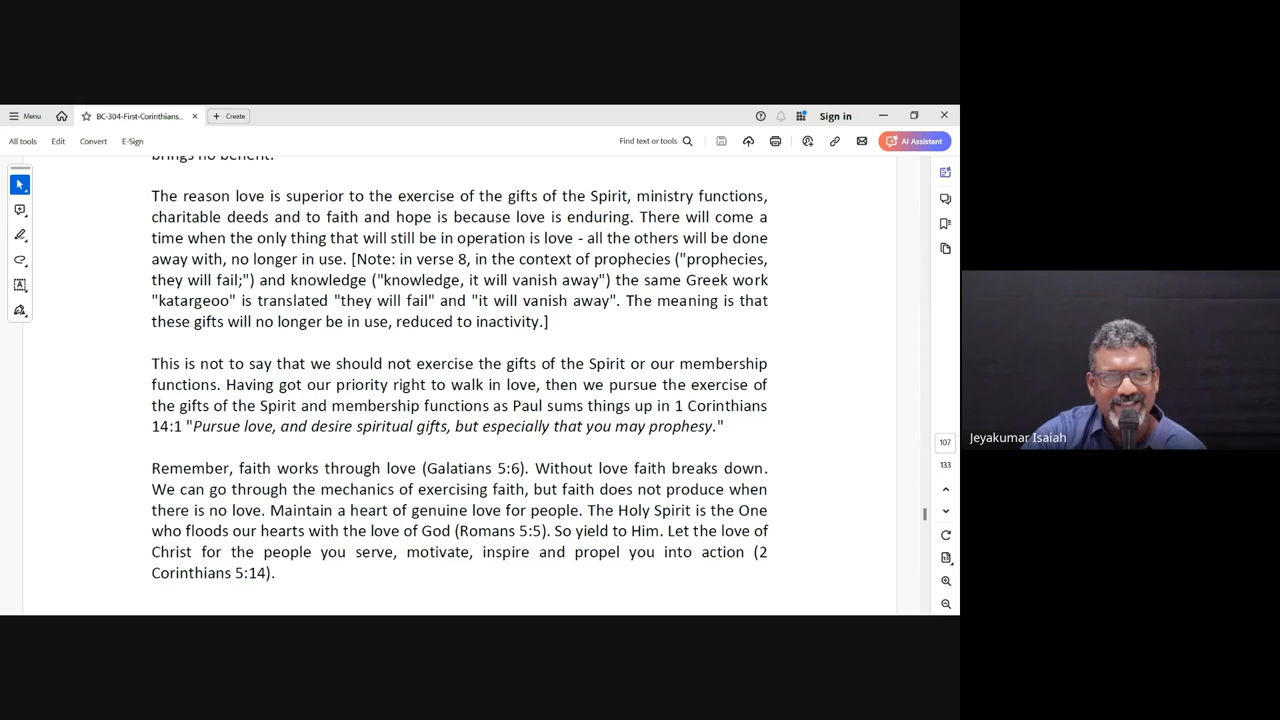 Menu
BC-304-First-Corinthians...
Create
Sign in
All tools
Edit
Convert
E-Sign
Find text or tools
AI Assistant
brings no benefit.
The reason love is superior to the exercise of the gifts of the Spirit, ministry functions,
charitable deeds and to faith and hope is because love is enduring. There will come a
time when the only thing that will still be in operation is love - all the others will be done
away with, no longer in use. [Note: in verse 8, in the context of prophecies ("prophecies,
they will fail;") and knowledge ("knowledge, it will vanish away") the same Greek work
"katargeoo" is translated "they will fail" and "it will vanish away". The meaning is that
these gifts will no longer be in use, reduced to inactivity.]
This is not to say that we should not exercise the gifts of the Spirit or our membership
functions. Having got our priority right to walk in love, then we pursue the exercise of
the gifts of the Spirit and membership functions as Paul sums things up in 1 Corinthians
14:1 "Pursue love, and desire spiritual gifts, but especially that you may prophesy."
Remember, faith works through love (Galatians 5:6). Without love faith breaks down.
We can go through the mechanics of exercising faith, but faith does not produce when
there is no love. Maintain a heart of genuine love for people. The Holy Spirit is the One
who floods our hearts with the love of God (Romans 5:5). So yield to Him. Let the love of
Christ for the people you serve, motivate, inspire and propel you into action (2
Corinthians 5:14).
107
133
Jeyakumar Isaiah